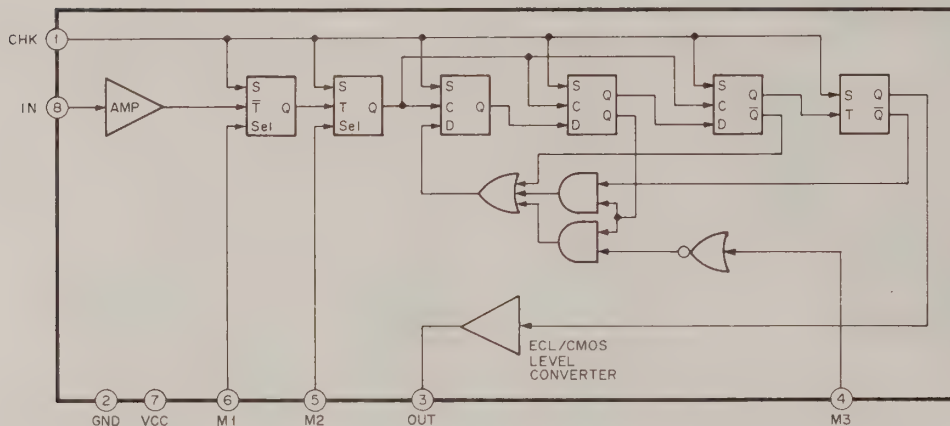 CHK 1
IN 8
AMP
S
T̅ Q
Sel
S
T Q
Sel
S
C Q
D
S Q
C Q
D
S Q
C Q̅
D
S Q
T Q̅
ECL/CMOS
LEVEL
CONVERTER
2 7 6 5 3 4
GND VCC M1 M2 OUT M3